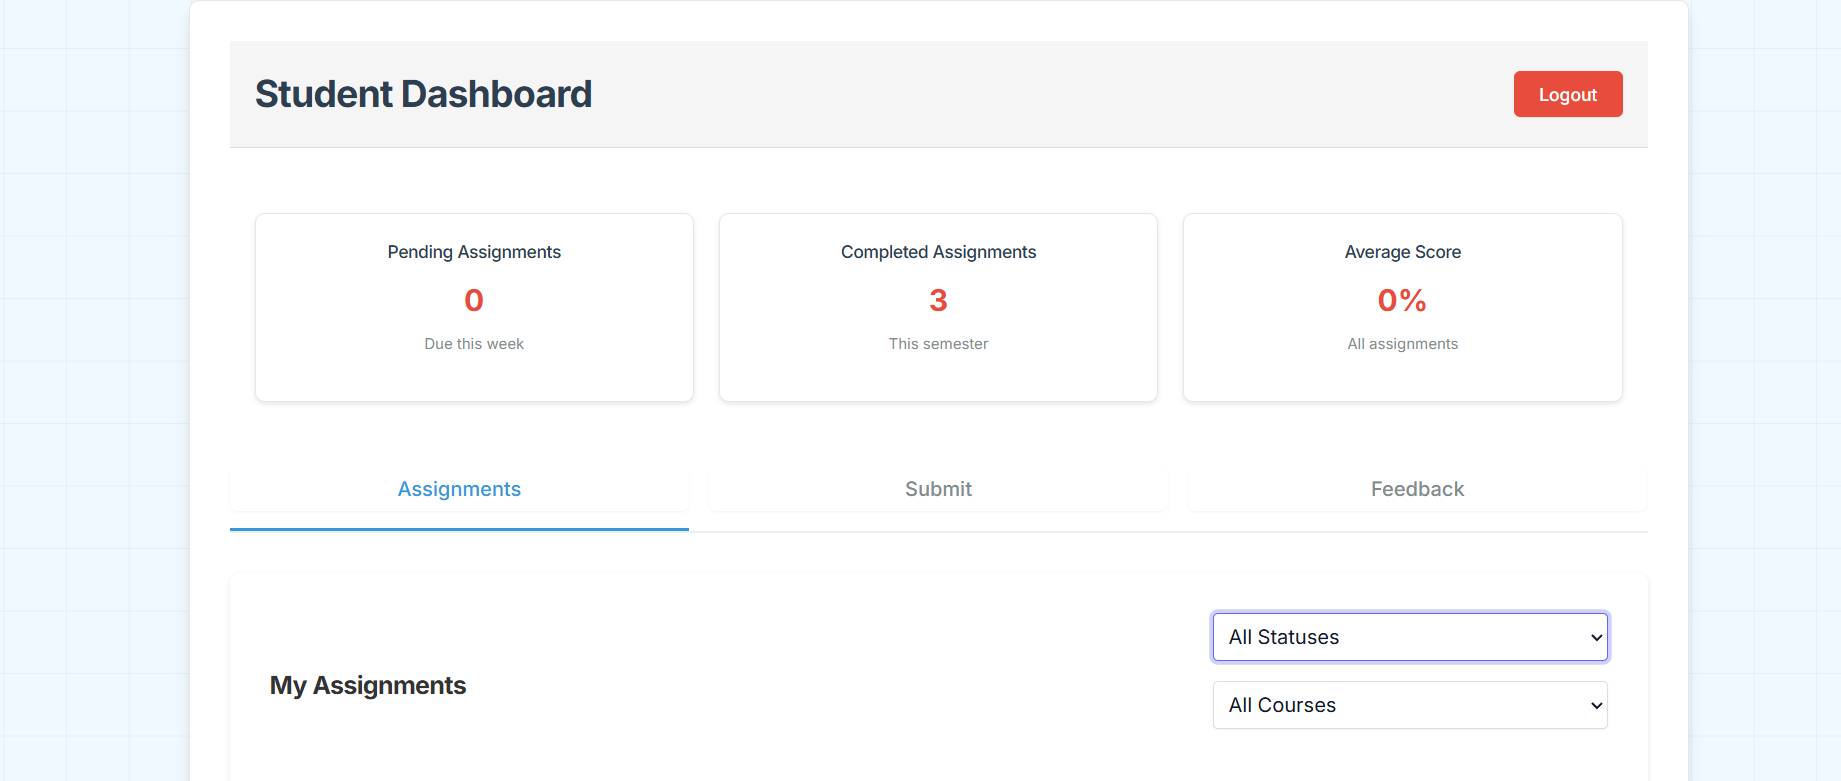 Student Dashboard
Logout
Pending Assignments
0
Due this week
Completed Assignments
3
This semester
Average Score
0%
All assignments
Assignments
Submit
Feedback
My Assignments
All Statuses
All Courses